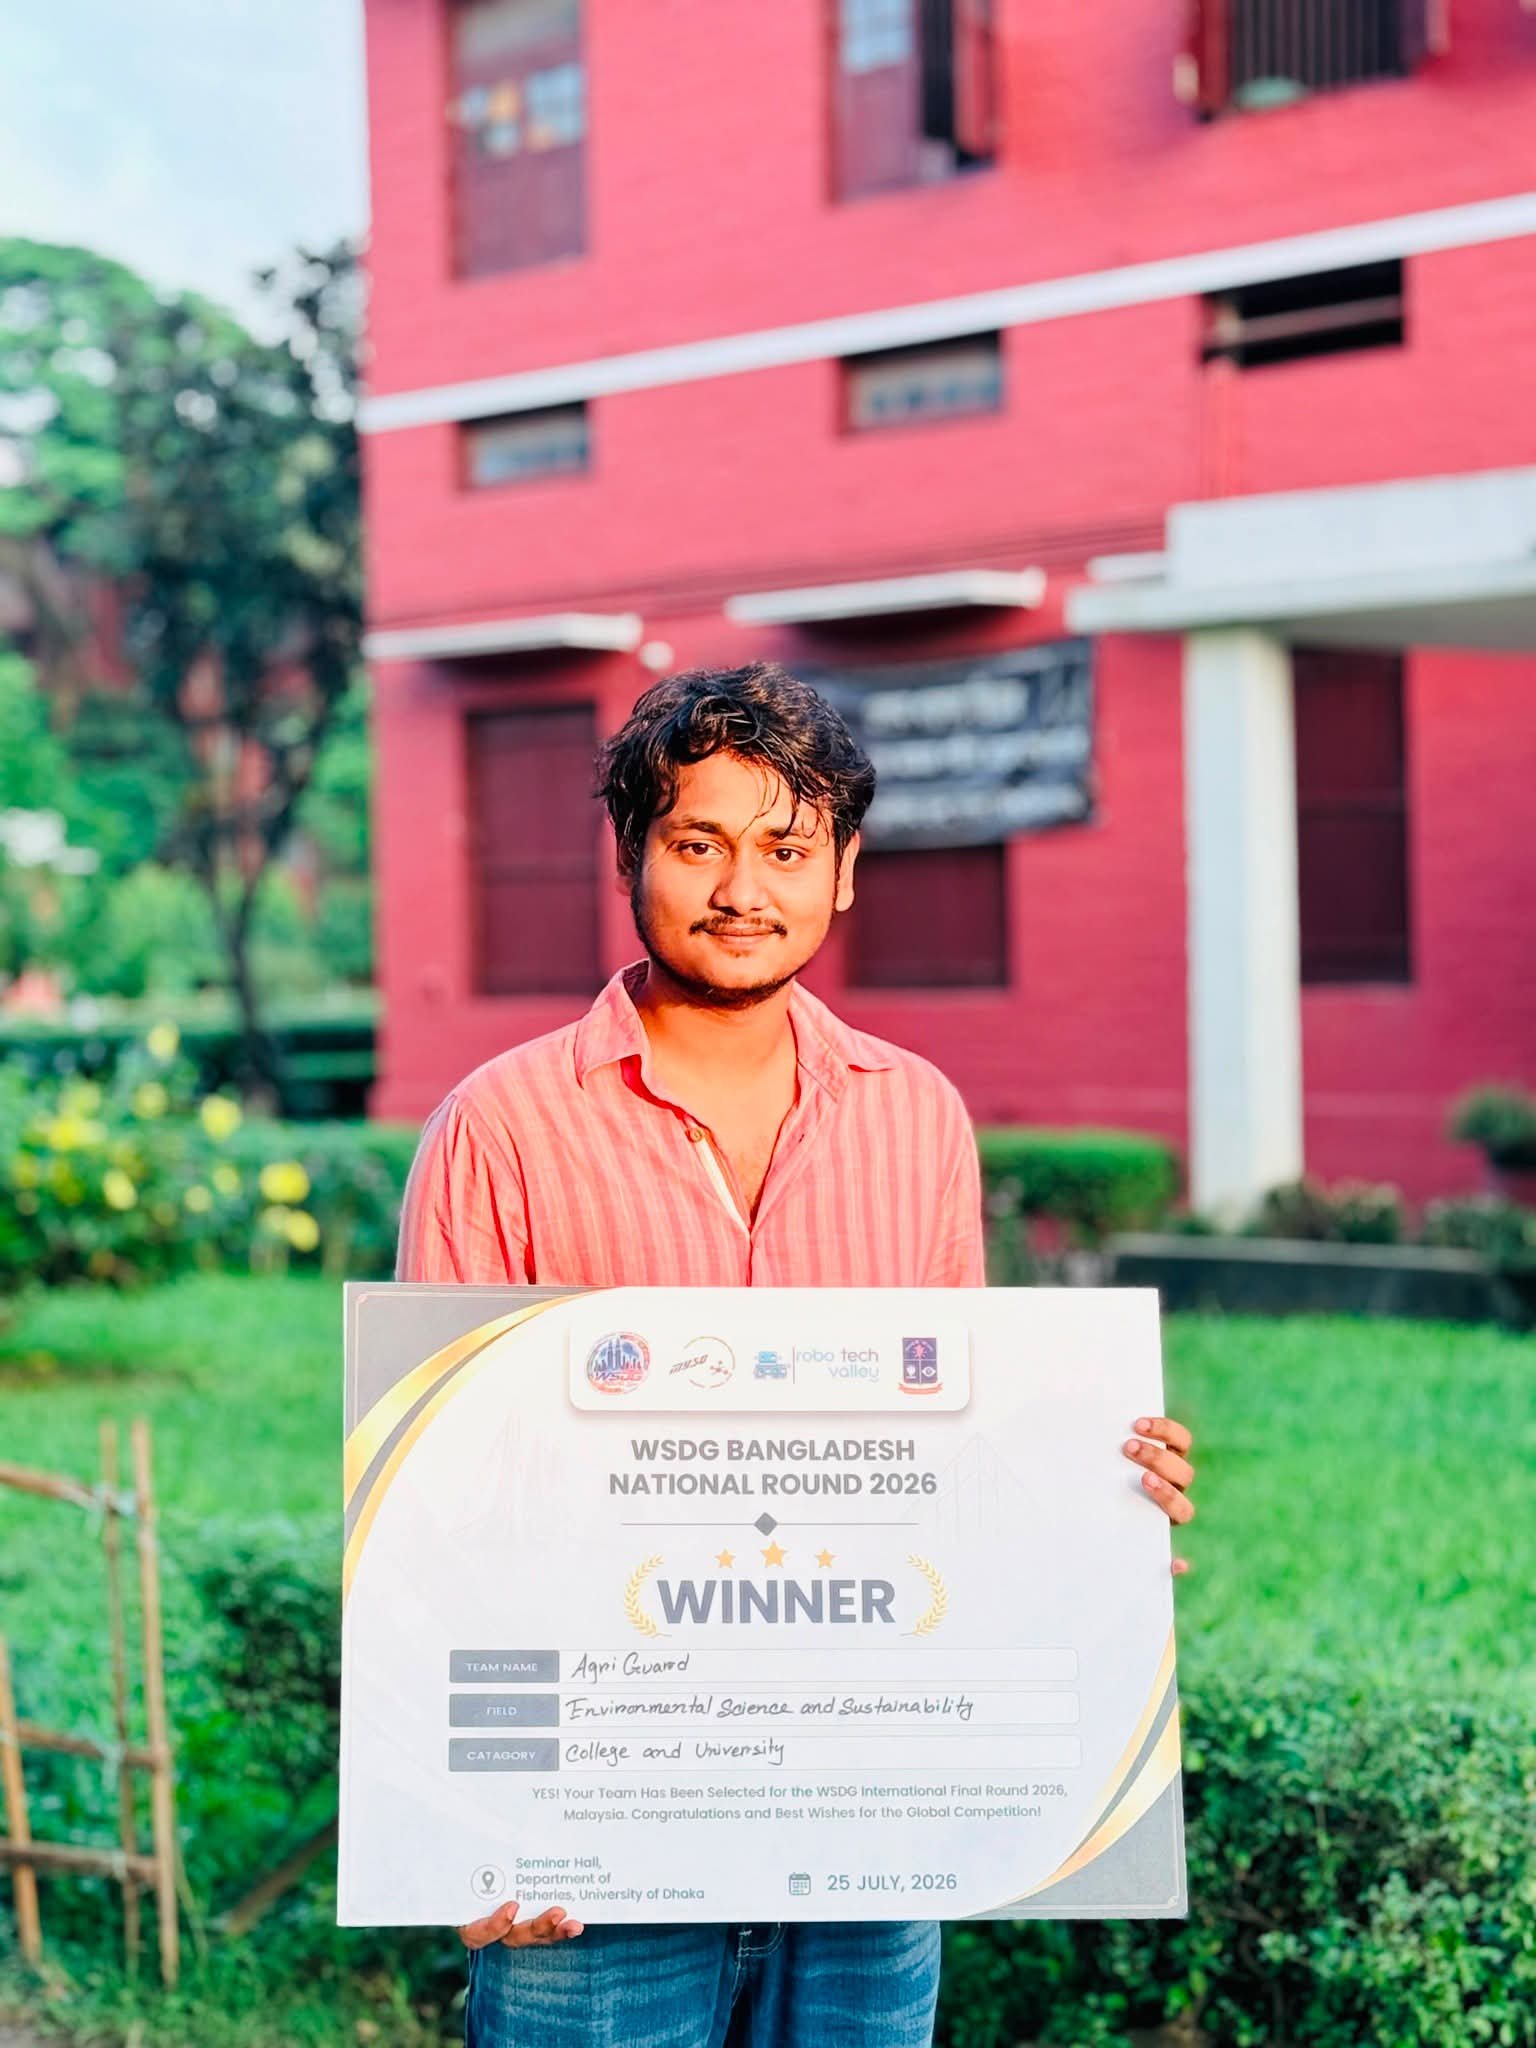 WSDG
MYSO
robo tech
valley
WSDG BANGLADESH
NATIONAL ROUND 2026
WINNER
TEAM NAME Agri Guard
FIELD Environmental Science and Sustainability
CATAGORY College and University
YES! Your Team Has Been Selected for the WSDG International Final Round 2026,
Malaysia. Congratulations and Best Wishes for the Global Competition!
Seminar Hall,
Department of
Fisheries, University of Dhaka
25 JULY, 2026